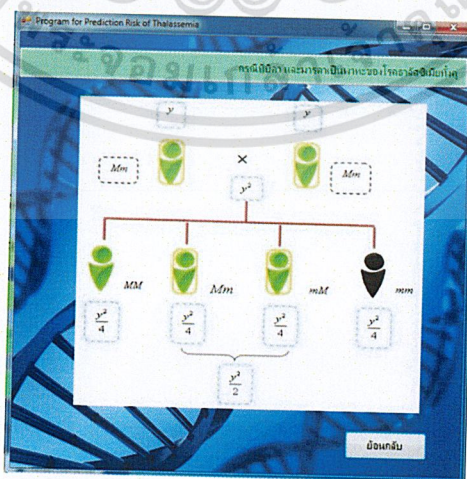 Program for Prediction Risk of Thalassemia
กรณีที่บิดา และมารดาเป็นพาหะของโรคธาลัสซีเมียทั้งคู่
y y
Mm × Mm
y²
MM Mm mM mm
y²/4 y²/4 y²/4 y²/4
y²/2
ย้อนกลับ